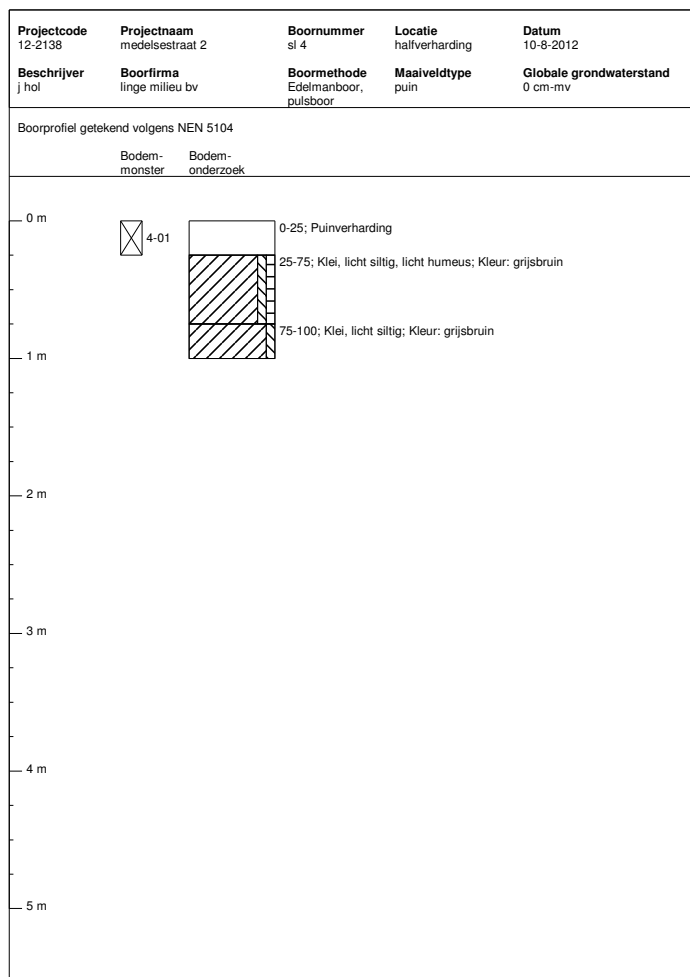 Projectcode Projectnaam Boornummer Locatie Datum
12-2138 medelsestraat 2 sl 4 halfverharding 10-8-2012
Beschrijver Boorfirma Boormethode Maaiveldtype Globale grondwaterstand
j hol linge milieu bv Edelmanboor, puin 0 cm-mv
pulsboor
Boorprofiel getekend volgens NEN 5104
Bodem- Bodem-
monster onderzoek
0 m
0-25; Puinverharding
4-01
25-75; Klei, licht siltig, licht humeus; Kleur: grijsbruin
75-100; Klei, licht siltig; Kleur: grijsbruin
1 m
2 m
3 m
4 m
5 m